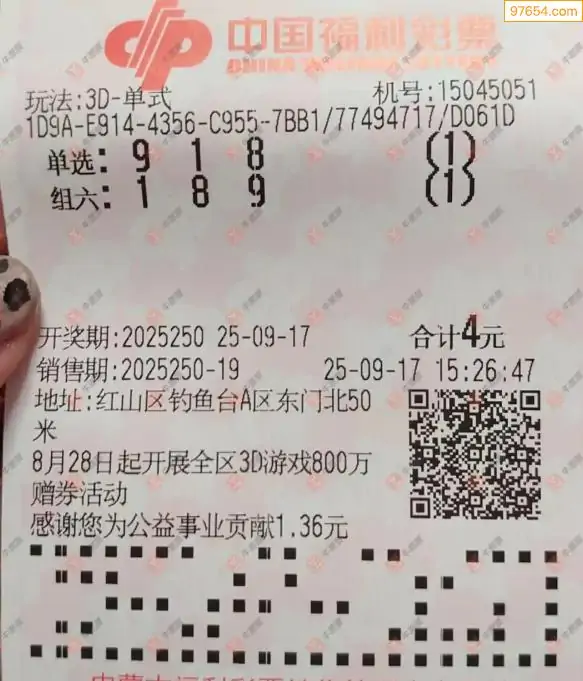 97654.com
中国福利彩票
CHINA WELFARE LOTTERY
玩法:3D-单式 机号:15045051
1D9A-E914-4356-C955-7BB1/77494717/D061D
单选: 9 1 8 (1)
组六: 1 8 9 (1)
开奖期:2025250 25-09-17 合计4元
销售期:2025250-19 25-09-17 15:26:47
地址:红山区钓鱼台A区东门北50
米
8月28日起开展全区3D游戏800万
赠券活动
感谢您为公益事业贡献1.36元